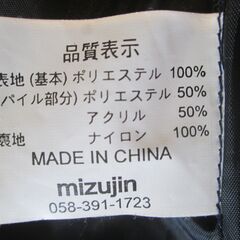 品質表示
表地 (基本) ポリエステル 100%
パイル部分) ポリエステル 50%
アクリル 50%
裏地 ナイロン 100%
MADE IN CHINA
mizujin
058-391-1723